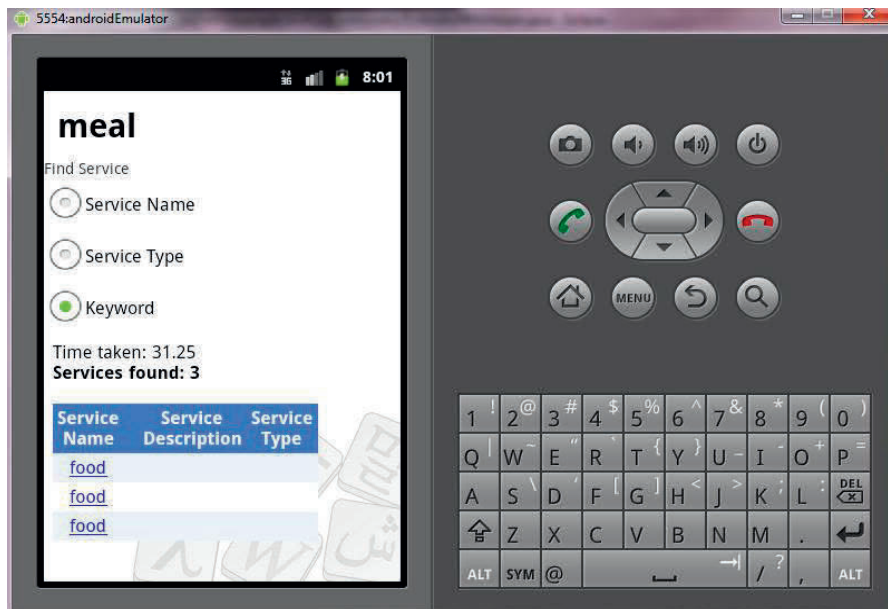 5554:androidEmulator
3G 8:01
meal
Find Service
Service Name
Service Type
Keyword
Time taken: 31.25
Services found: 3
Service Name Service Description Service Type
food
food
food
MENU
1 ! 2 @ 3 # 4 $ 5 % 6 ^ 7 & 8 * 9 ( 0 )
Q | W ~ E " R ` T { Y } U _ I - O + P =
A S \ D ' F [ G ] H < J > K ; L : DEL
Z X C V B N M .
ALT SYM @ →| / ? , ALT